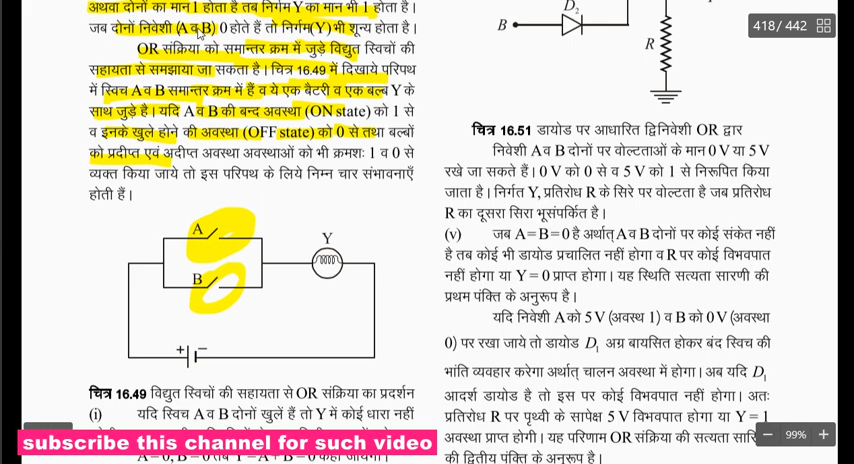 अथवा दोनों का मान 1 होता है तब निर्गम Y का मान भी 1 होता है।
जब दोनों निवेशी (A व B) 0 होते हैं तो निर्गम(Y) भी शून्य होता है।
OR संक्रिया को समान्तर क्रम में जुड़े विद्युत स्विचों की
सहायता से समझाया जा सकता है। चित्र 16.49 में दिखाये परिपथ
में स्विच A व B समान्तर क्रम में हैं व ये एक बैटरी व एक बल्ब Y के
साथ जुड़े है। यदि A व B की बन्द अवस्था (ON state) को 1 से
व इनके खुले होने की अवस्था (OFF state) को 0 से तथा बल्बों
को प्रदीप्त एवं अदीप्त अवस्था अवस्थाओं को भी क्रमशः 1 व 0 से
व्यक्त किया जाये तो इस परिपथ के लिये निम्न चार संभावनाएँ
होती हैं।
A
B
Y
+ −
चित्र 16.49 विद्युत स्विचों की सहायता से OR संक्रिया का प्रदर्शन
(i) यदि स्विच A व B दोनों खुलें हैं तो Y में कोई धारा नहीं
subscribe this channel for such video
D2
B
R
418 / 442
चित्र 16.51 डायोड पर आधारित द्विनिवेशी OR द्वार
निवेशी A व B दोनों पर वोल्टताओं के मान 0 V या 5 V
रखे जा सकते हैं। 0 V को 0 से व 5 V को 1 से निरूपित किया
जाता है। निर्गत Y, प्रतिरोध R के सिरे पर वोल्टता है जब प्रतिरोध
R का दूसरा सिरा भूसंपर्कित है।
(v) जब A=B=0 है अर्थात् A व B दोनों पर कोई संकेत नहीं
है तब कोई भी डायोड प्रचालित नहीं होगा व R पर कोई विभवपात
नहीं होगा या Y = 0 प्राप्त होगा। यह स्थिति सत्यता सारणी की
प्रथम पंक्ति के अनुरूप है।
यदि निवेशी A को 5 V (अवस्थ 1) व B को 0 V (अवस्था
0) पर रखा जाये तो डायोड D1 अग्र बायसित होकर बंद स्विच की
भांति व्यवहार करेगा अर्थात् चालन अवस्था में होगा। अब यदि D1
आदर्श डायोड है तो इस पर कोई विभवपात नहीं होगा। अतः
प्रतिरोध R पर पृथ्वी के सापेक्ष 5 V विभवपात होगा या Y = 1
अवस्था प्राप्त होगी। यह परिणाम OR संक्रिया की सत्यता
की द्वितीय पंक्ति के अनुरूप है।
− 99% +